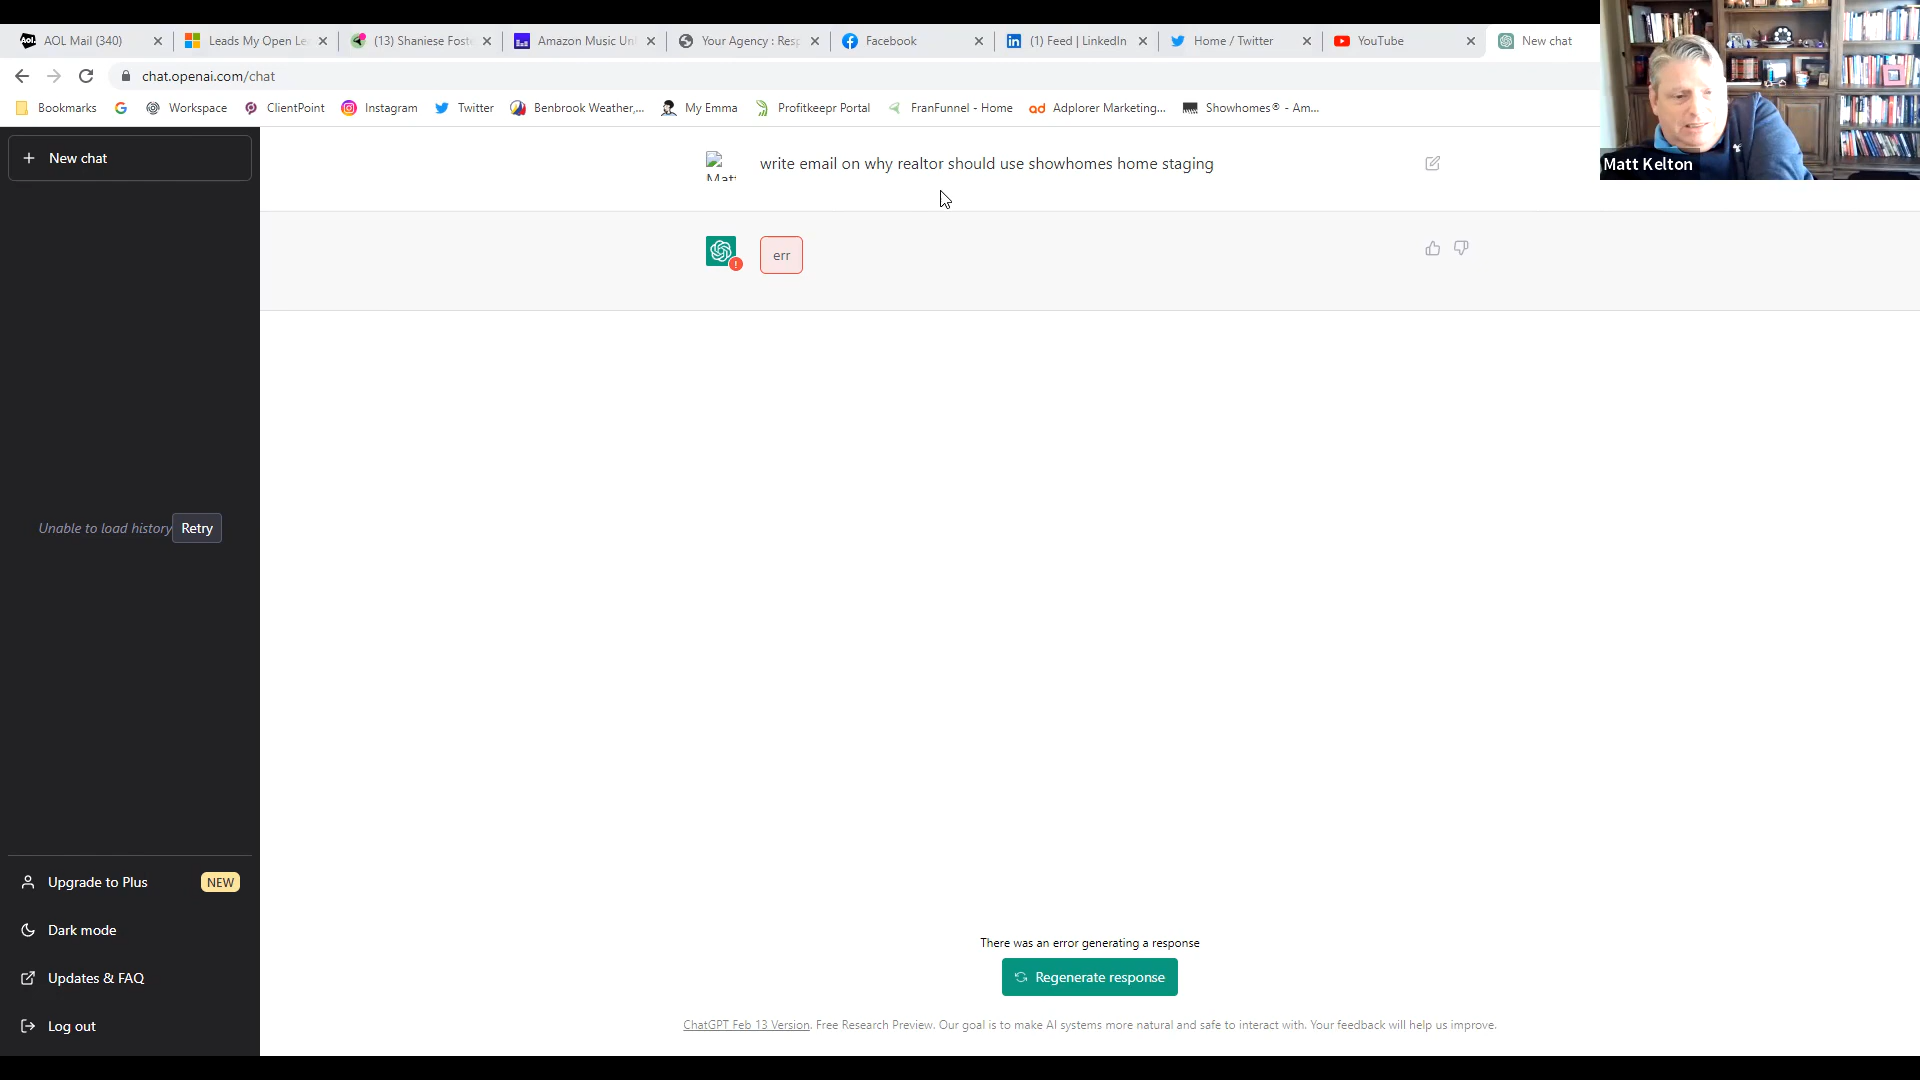 Aol. AOL Mail (340)
Leads My Open Le
(13) Shaniese Foste
Amazon Music Unl
Your Agency : Resp
Facebook
(1) Feed | LinkedIn
Home / Twitter
YouTube
New chat
chat.openai.com/chat
Bookmarks
Workspace
ClientPoint
Instagram
Twitter
Benbrook Weather,...
My Emma
Profitkeepr Portal
FranFunnel - Home
ad Adplorer Marketing...
Showhomes® - Am...
Matt Kelton
New chat
Matt
write email on why realtor should use showhomes home staging
err
Unable to load history Retry
Upgrade to Plus NEW
Dark mode
Updates & FAQ
Log out
There was an error generating a response
Regenerate response
ChatGPT Feb 13 Version. Free Research Preview. Our goal is to make AI systems more natural and safe to interact with. Your feedback will help us improve.